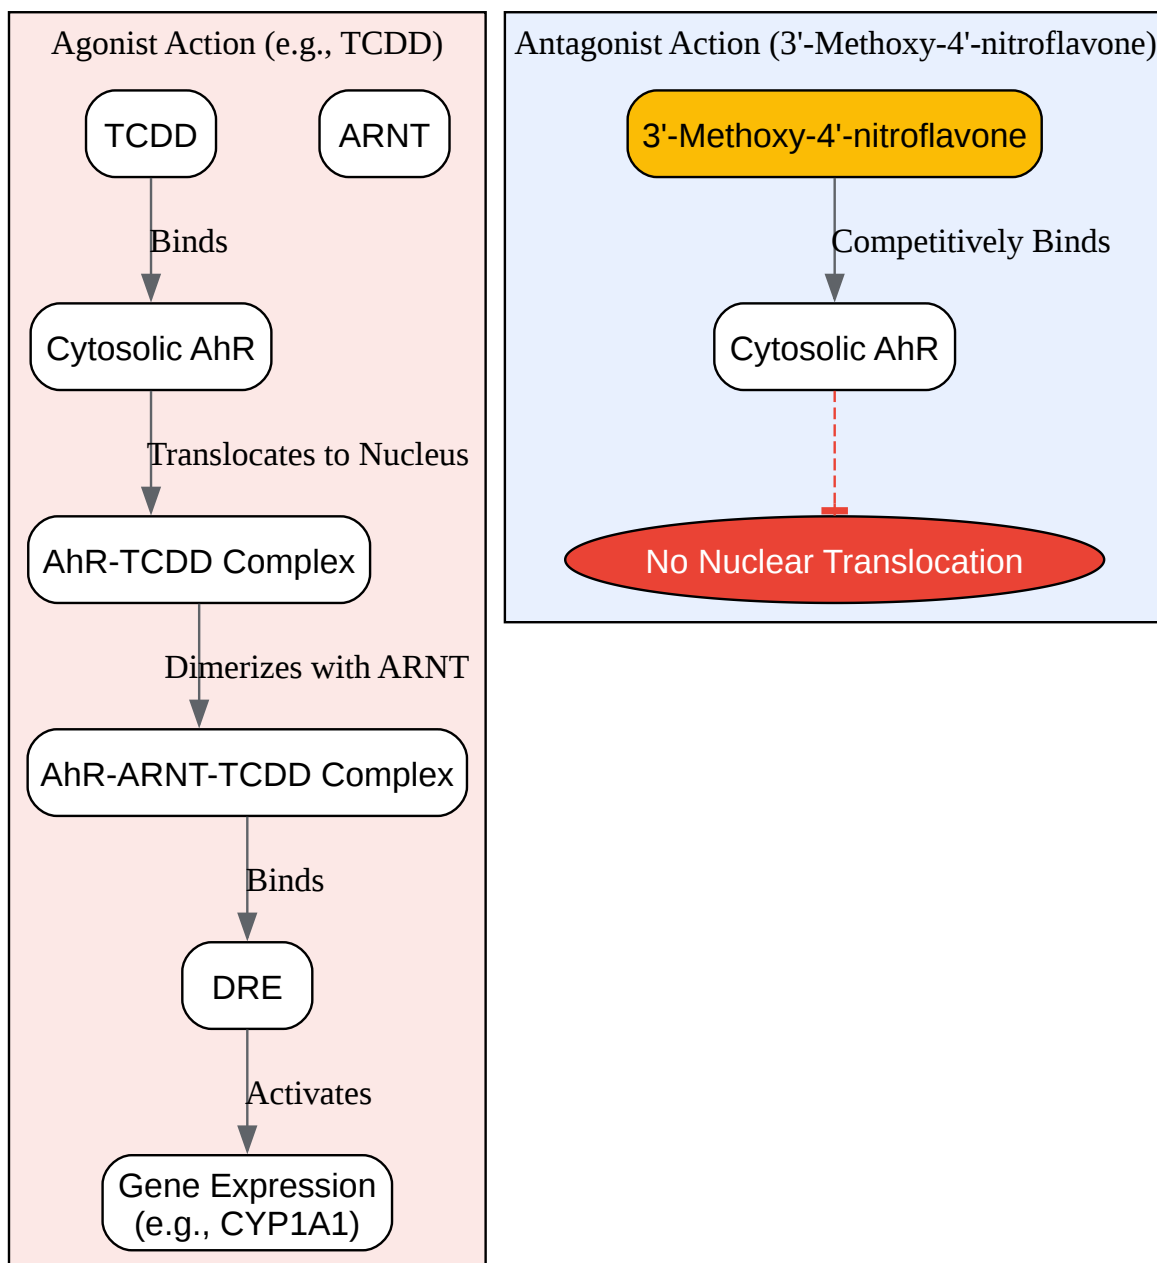 Agonist Action (e.g., TCDD)
TCDD
ARNT
Binds
Cytosolic AhR
Translocates to Nucleus
AhR-TCDD Complex
Dimerizes with ARNT
AhR-ARNT-TCDD Complex
Binds
DRE
Activates
Gene Expression
(e.g., CYP1A1)
Antagonist Action (3'-Methoxy-4'-nitroflavone)
3'-Methoxy-4'-nitroflavone
Competitively Binds
Cytosolic AhR
No Nuclear Translocation